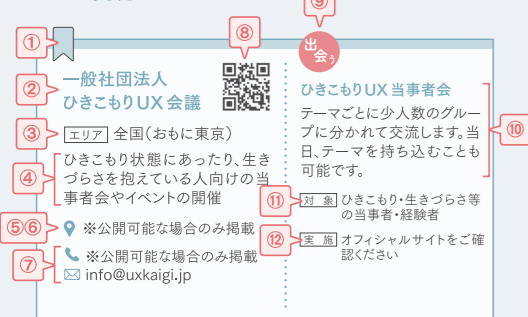 ⑨
①
⑧
出会う
②
一般社団法人
ひきこもりUX会議
③
エリア 全国(おもに東京)
④
ひきこもり状態にあったり、生き
づらさを抱えている人向けの当
事者会やイベントの開催
⑤⑥
※公開可能な場合のみ掲載
⑦
※公開可能な場合のみ掲載
info@uxkaigi.jp
ひきこもりUX当事者会
⑩
テーマごとに少人数のグルー
プに分かれて交流します。当
日、テーマを持ち込むことも
可能です。
⑪
対象 ひきこもり・生きづらさ等
の当事者・経験者
⑫
実施 オフィシャルサイトをご確
認ください